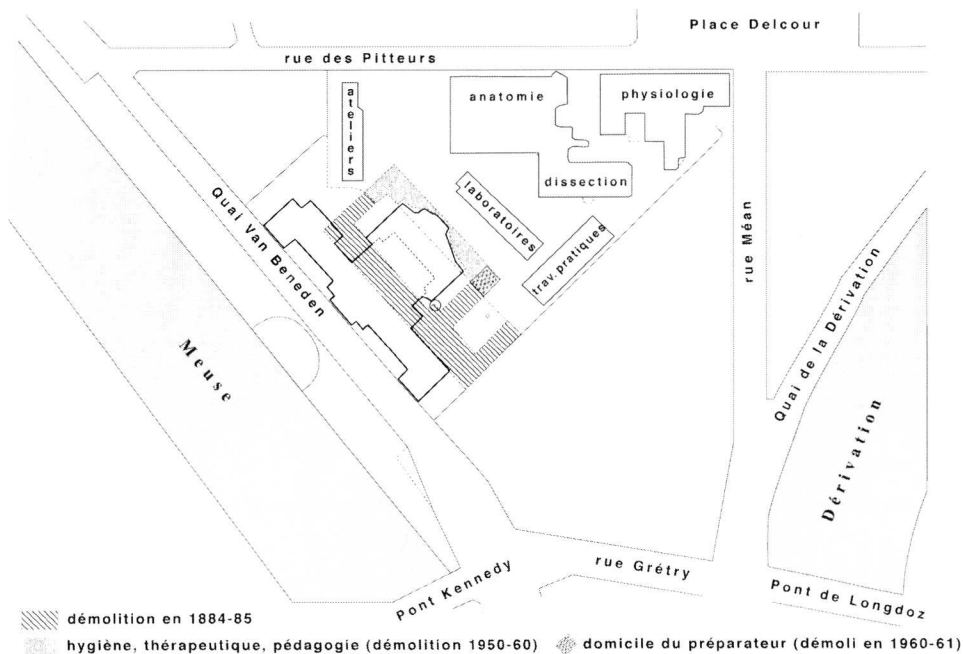 Place Delcour
rue des Pitteurs
ateliers
anatomie
physiologie
dissection
laboratoires
trav. pratiques
Quai Van Beneden
rue Méan
Quai de la Dérivation
Meuse
Dérivation
rue Grétry
Pont Kennedy
Pont de Longdoz
démolition en 1884-85
hygiène, thérapeutique, pédagogie (démolition 1950-60)
domicile du préparateur (démoli en 1960-61)